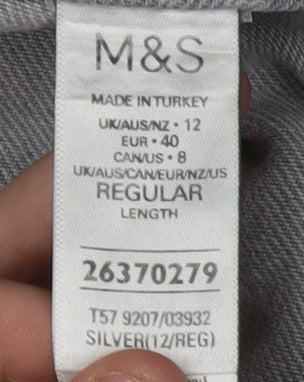 M&S
MADE IN TURKEY
UK/AUS/NZ • 12
EUR • 40
CAN/US • 8
UK/AUS/CAN/EUR/NZ/US
REGULAR
LENGTH
26370279
T57 9207/03932
SILVER(12/REG)